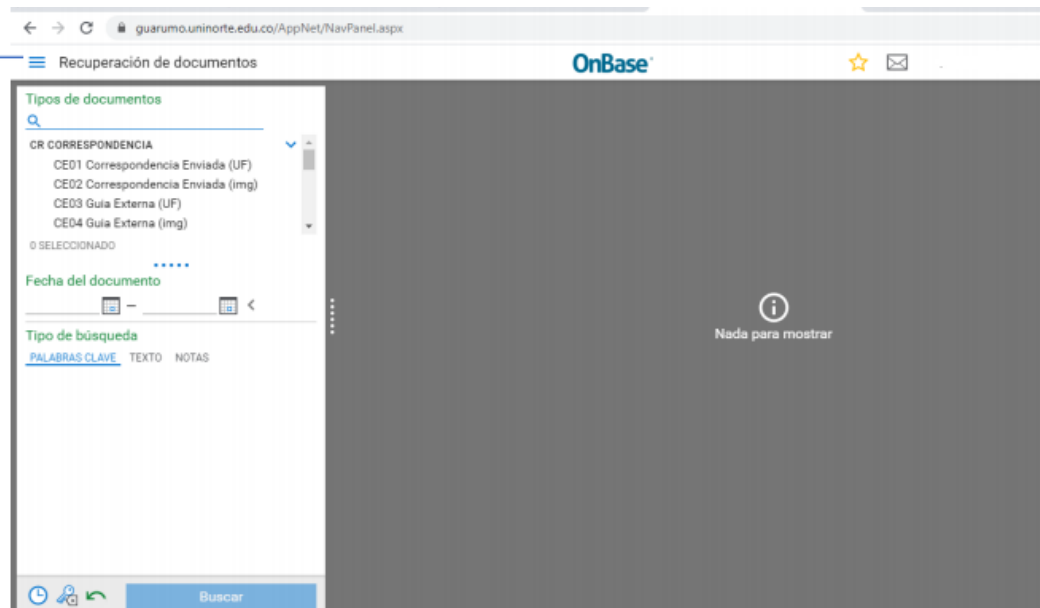 guarumo.uninorte.edu.co/AppNet/NavPanel.aspx
Recuperación de documentos
OnBase
Tipos de documentos
CR CORRESPONDENCIA
CE01 Correspondencia Enviada (UF)
CE02 Correspondencia Enviada (img)
CE03 Guia Externa (UF)
CE04 Guia Externa (img)
0 SELECCIONADO
Fecha del documento
–
Tipo de búsqueda
PALABRAS CLAVE TEXTO NOTAS
Nada para mostrar
Buscar